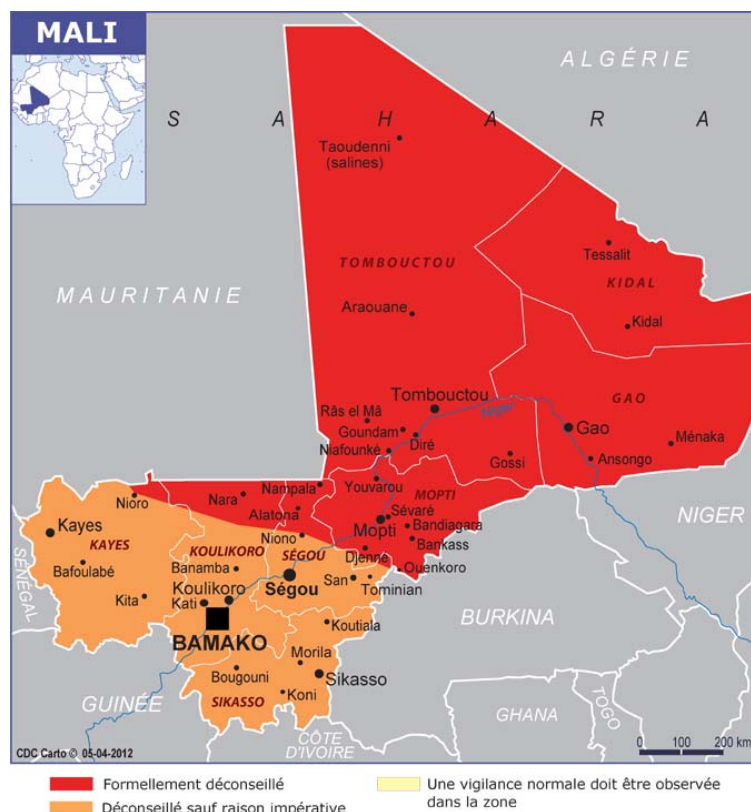 MALI
ALGÉRIE
S A H A R A
Taoudenni
(salines)
Tessalit
TOMBOUCTOU
KIDAL
MAURITANIE
Araouane
Kidal
Tombouctou
GAO
Râs el Mâ
Niger
Goundam
Gao
Diré
Ménaka
Niafounké
Gossi
Ansongo
Nampala
Youvarou
MOPTI
Nioro
Nara
Alatona
Sévaré
NIGER
Kayes
Mopti
Bandiagara
KAYES
KOULIKORO
SÉGOU
Niono
Bankass
Djenné
SÉNÉGAL
Bafoulabé
Banamba
Ouenkoro
Koulikoro
Ségou
San
Tominian
Kita
Kati
BURKINA
BAMAKO
Koutiala
Morila
Bougouni
Sikasso
GUINÉE
SIKASSO
Koni
GHANA
TOGO
CÔTE
D'IVOIRE
CDC Carto © 05-04-2012
0 100 200 km
Formellement déconseillé
Une vigilance normale doit être observée
dans la zone
Déconseillé sauf raison impérative